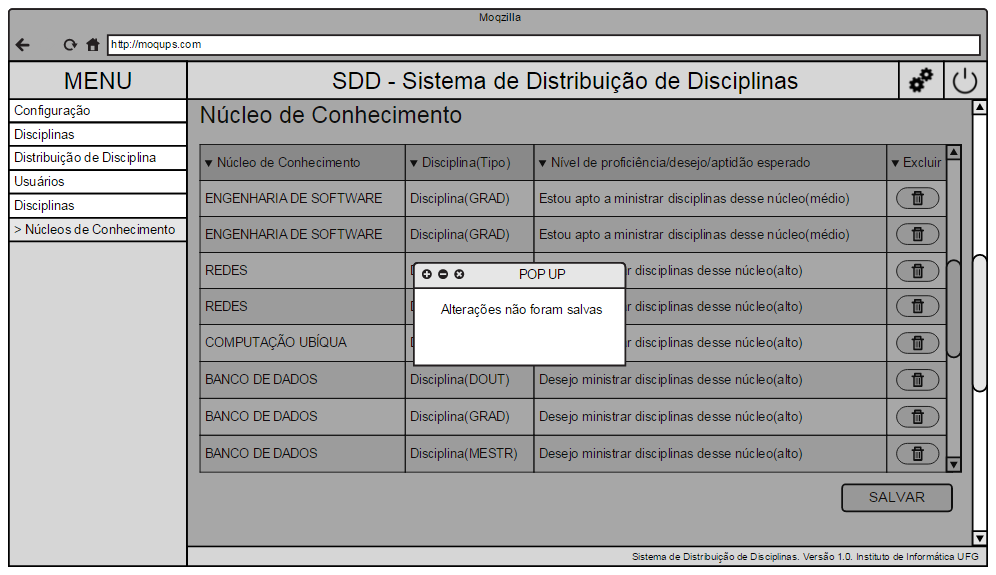 Moqzilla
http://moqups.com
MENU
SDD - Sistema de Distribuição de Disciplinas
Configuração
Disciplinas
Distribuição de Disciplina
Usuários
Disciplinas
> Núcleos de Conhecimento
Núcleo de Conhecimento
▼ Núcleo de Conhecimento ▼ Disciplina(Tipo) ▼ Nível de proficiência/desejo/aptidão esperado ▼ Excluir
ENGENHARIA DE SOFTWARE Disciplina(GRAD) Estou apto a ministrar disciplinas desse núcleo(médio)
ENGENHARIA DE SOFTWARE Disciplina(GRAD) Estou apto a ministrar disciplinas desse núcleo(médio)
REDES disciplinas desse núcleo(alto)
REDES disciplinas desse núcleo(alto)
COMPUTAÇÃO UBÍQUA disciplinas desse núcleo(alto)
BANCO DE DADOS Disciplina(DOUT) Desejo ministrar disciplinas desse núcleo(alto)
BANCO DE DADOS Disciplina(GRAD) Desejo ministrar disciplinas desse núcleo(alto)
BANCO DE DADOS Disciplina(MESTR) Desejo ministrar disciplinas desse núcleo(alto)
POP UP
Alterações não foram salvas
SALVAR
Sistema de Distribuição de Disciplinas. Versão 1.0. Instituto de Informática UFG